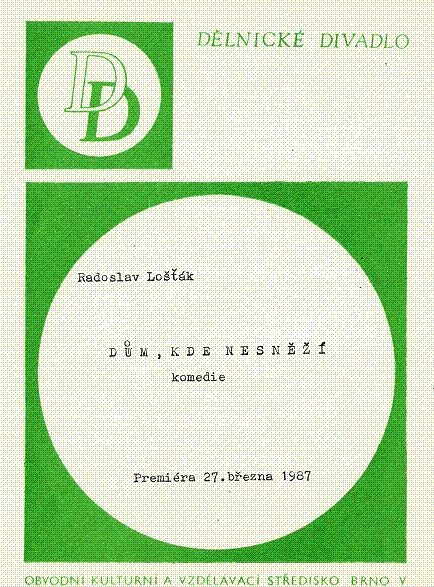 DĚLNICKÉ DIVADLO
DD
Radoslav Lošťák
DŮM, KDE NESNĚŽÍ
komedie
Premiéra 27.března 1987
OBVODNÍ KULTURNÍ A VZDĚLÁVACÍ STŘEDISKO BRNO V